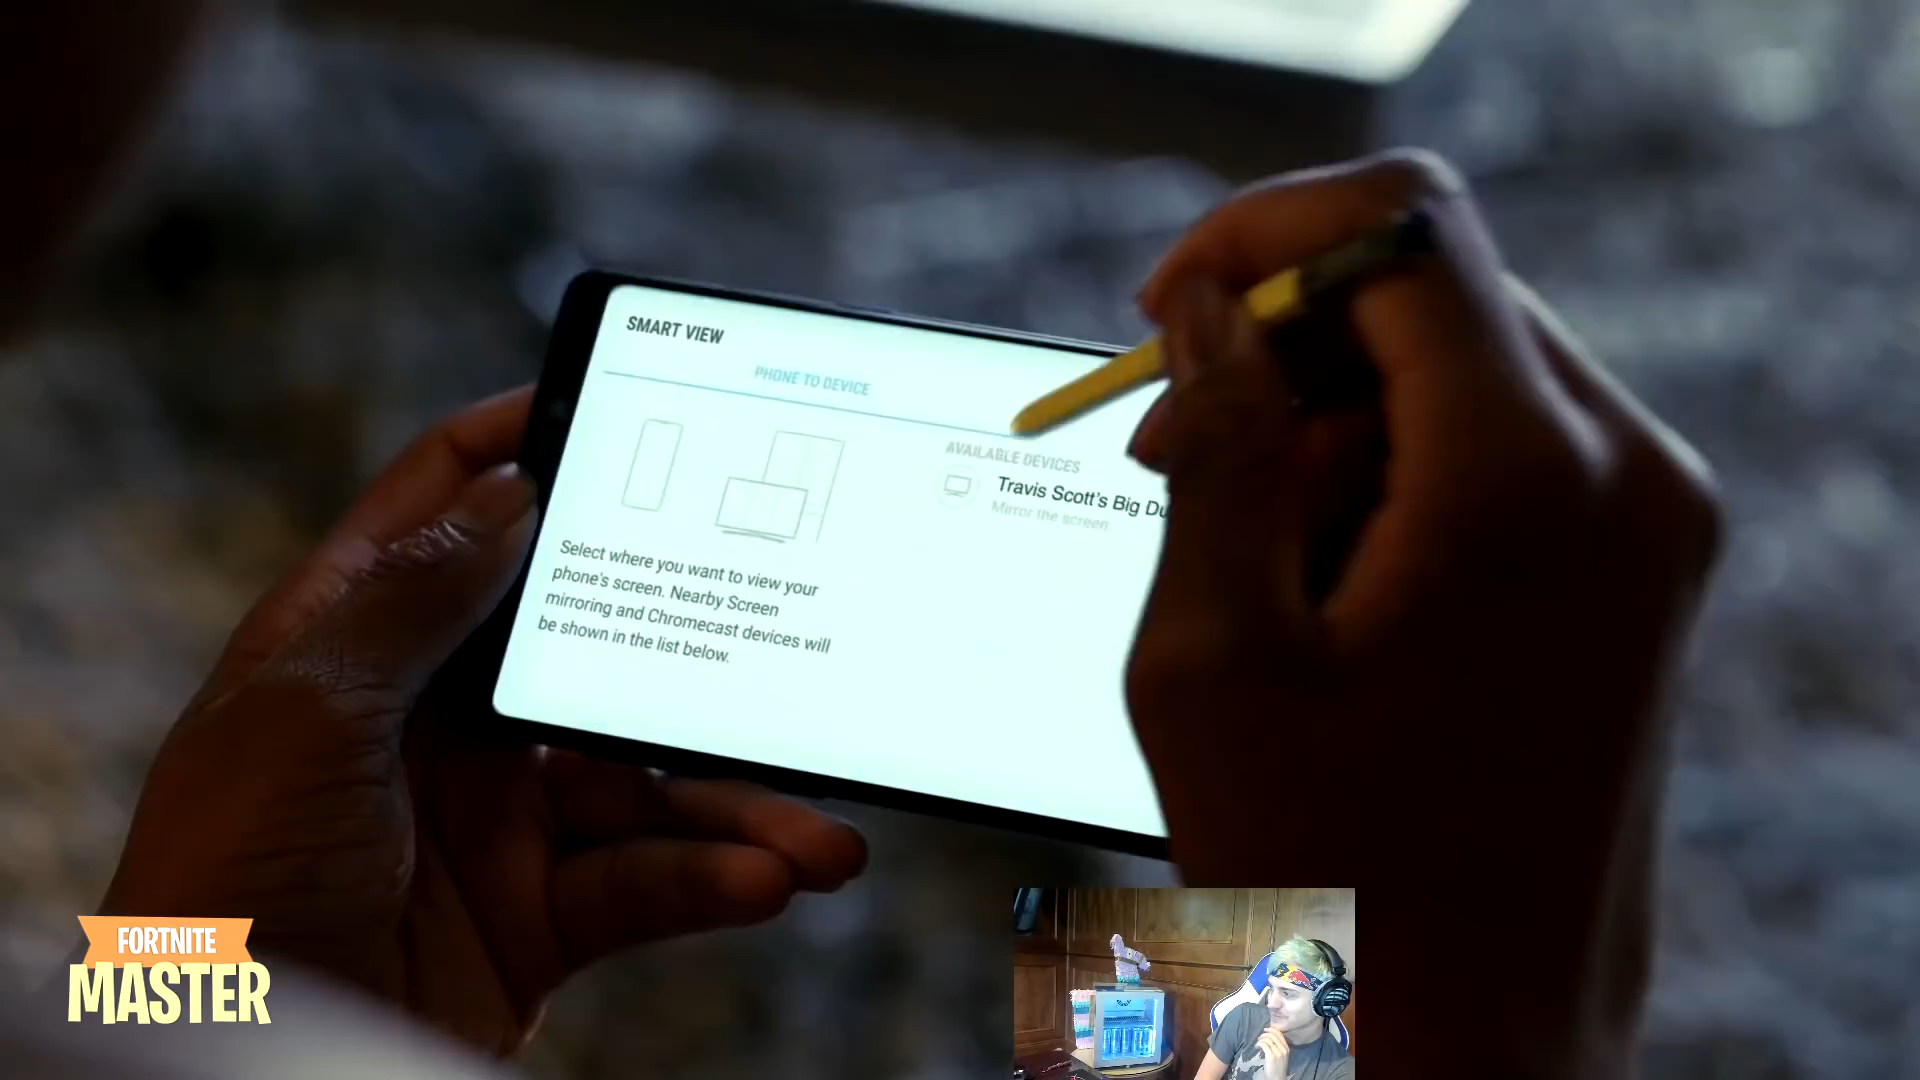 SMART VIEW
PHONE TO DEVICE
AVAILABLE DEVICES
Travis Scott's Big Du
Mirror the screen
Select where you want to view your
phone's screen. Nearby Screen
mirroring and Chromecast devices will
be shown in the list below.
FORTNITE
MASTER